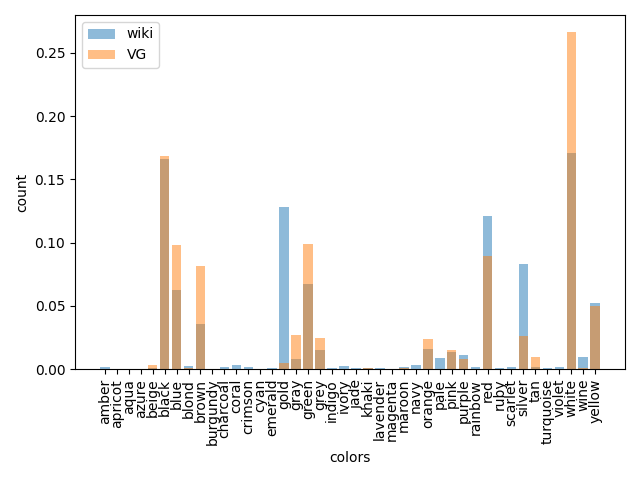 wiki
VG
0.25
0.20
0.15
0.10
0.05
0.00
count
amber
apricot
aqua
azure
beige
black
blue
blond
brown
burgundy
charcoal
coral
crimson
cyan
emerald
gold
gray
green
grey
indigo
ivory
jade
khaki
lavender
magenta
maroon
navy
orange
pale
pink
purple
rainbow
red
ruby
scarlet
silver
tan
turquoise
violet
white
wine
yellow
colors